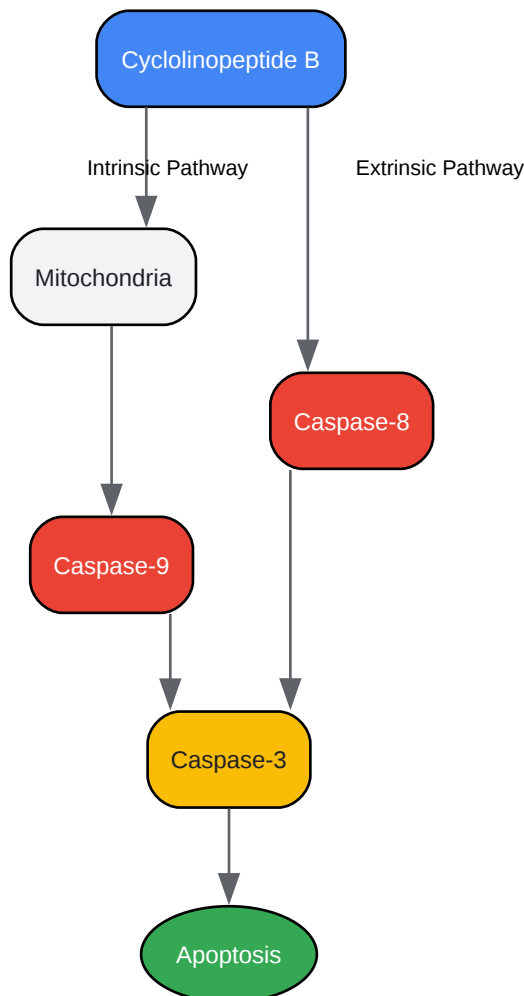 Cyclolinopeptide B
Intrinsic Pathway
Extrinsic Pathway
Mitochondria
Caspase-8
Caspase-9
Caspase-3
Apoptosis